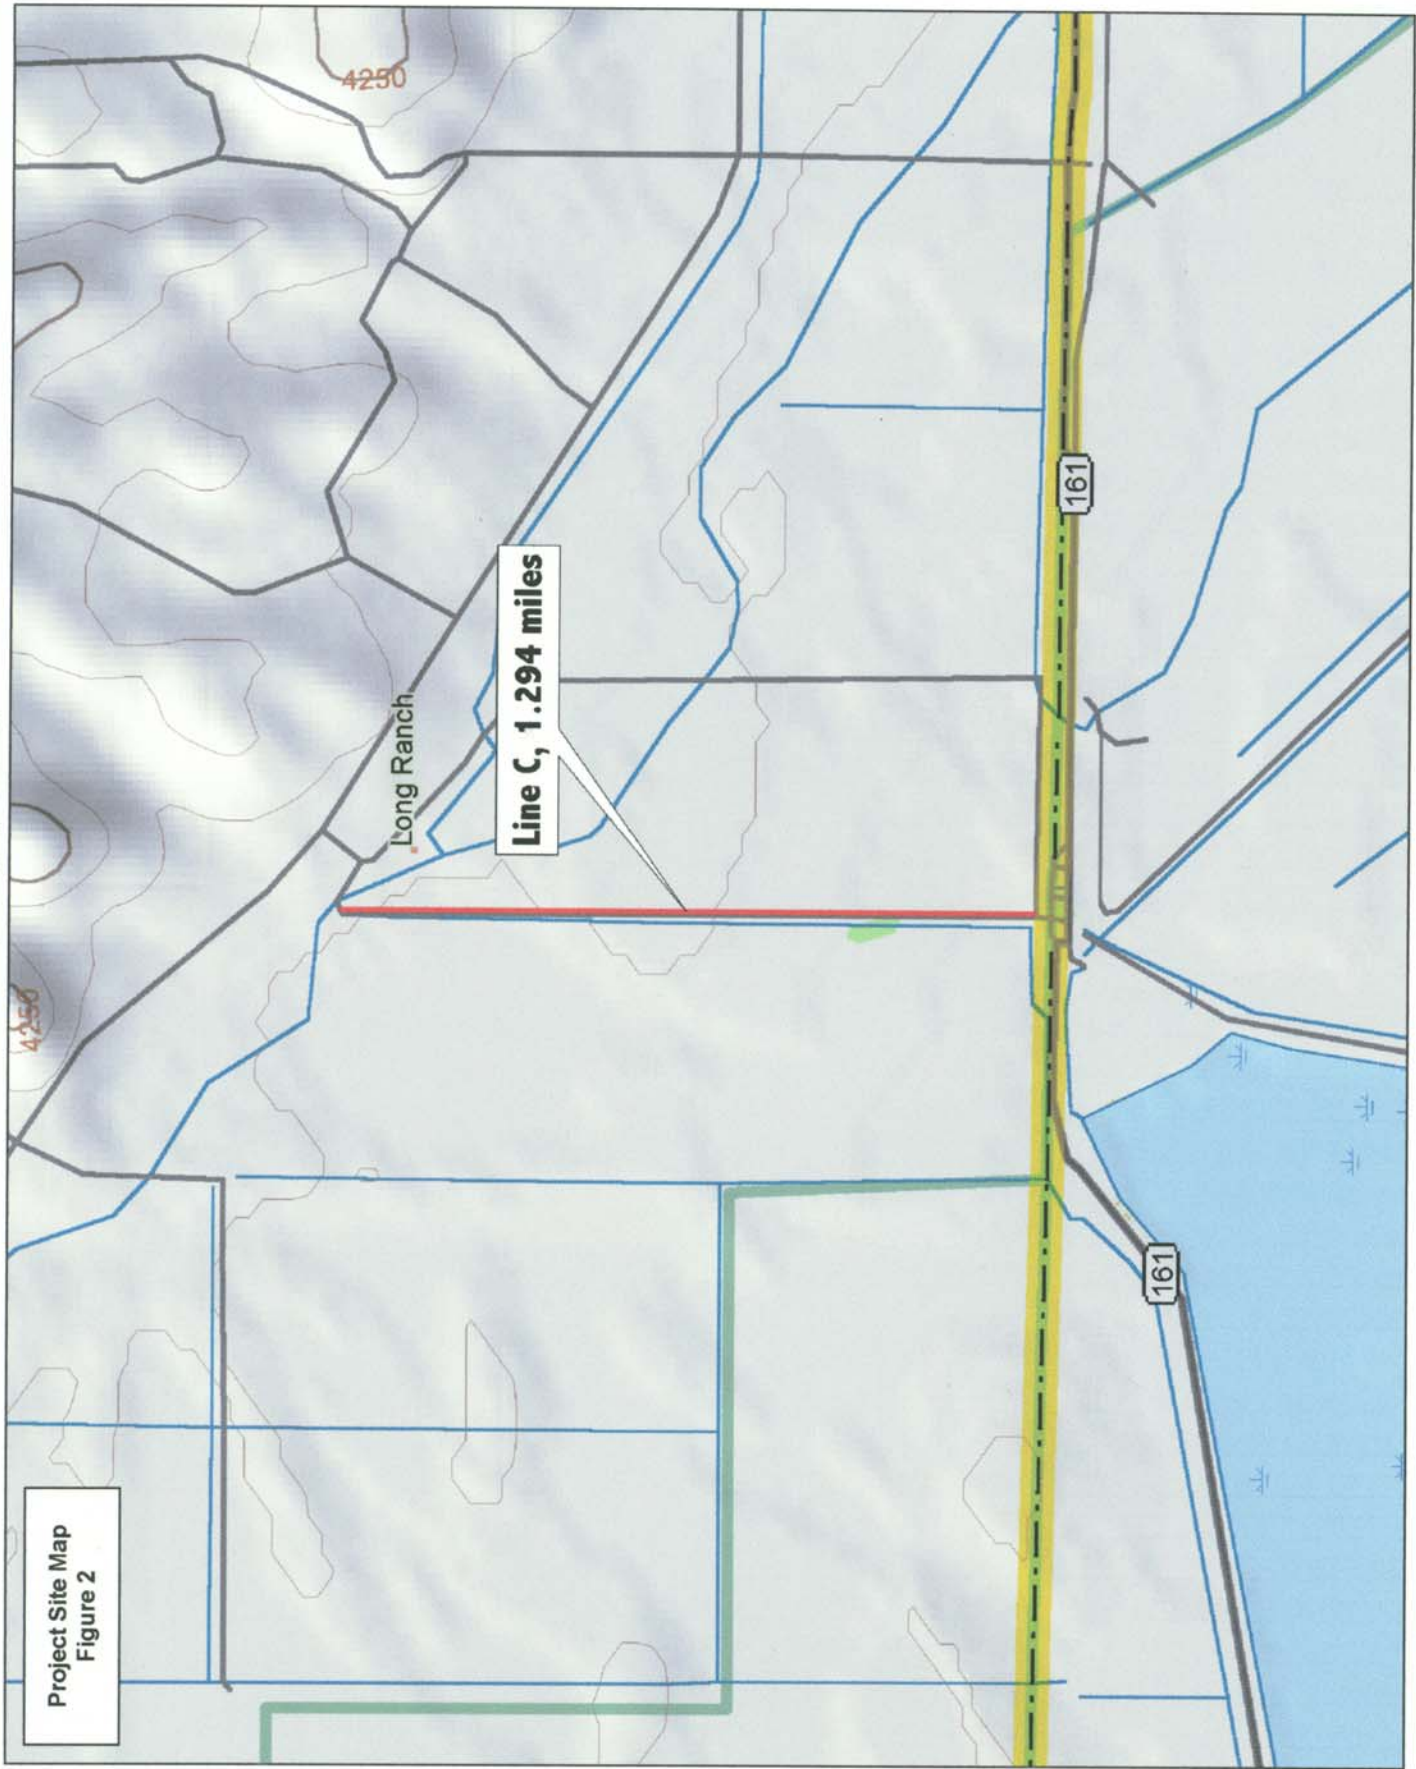 Project Site Map
Figure 2
4250
4250
Long Ranch
Line C, 1.294 miles
161
161